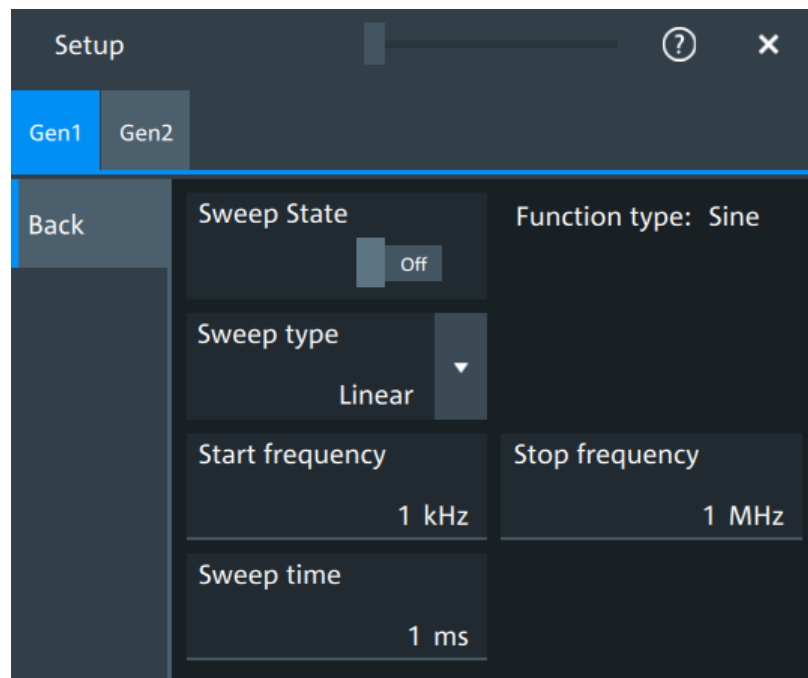 Setup
?
×
Gen1 Gen2
Back
Sweep State
Off
Function type: Sine
Sweep type
Linear
Start frequency
1 kHz
Stop frequency
1 MHz
Sweep time
1 ms